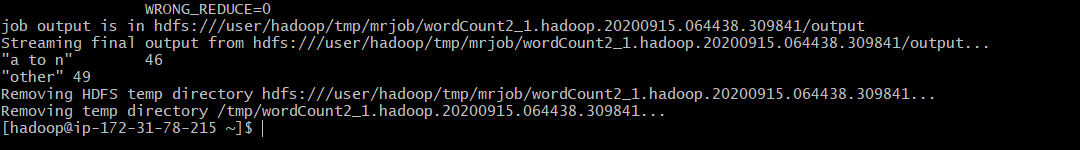 WRONG_REDUCE=0
job output is in hdfs:///user/hadoop/tmp/mrjob/wordCount2_1.hadoop.20200915.064438.309841/output
Streaming final output from hdfs:///user/hadoop/tmp/mrjob/wordCount2_1.hadoop.20200915.064438.309841/output...
"a to n" 46
"other" 49
Removing HDFS temp directory hdfs:///user/hadoop/tmp/mrjob/wordCount2_1.hadoop.20200915.064438.309841...
Removing temp directory /tmp/wordCount2_1.hadoop.20200915.064438.309841...
[hadoop@ip-172-31-78-215 ~]$